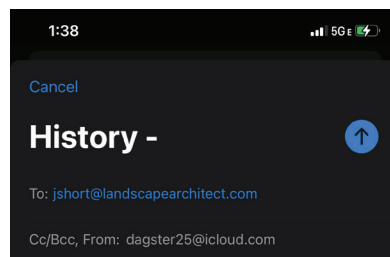 1:38 5G E
Cancel
History -
To: jshort@landscapearchitect.com
Cc/Bcc, From: dagster25@icloud.com